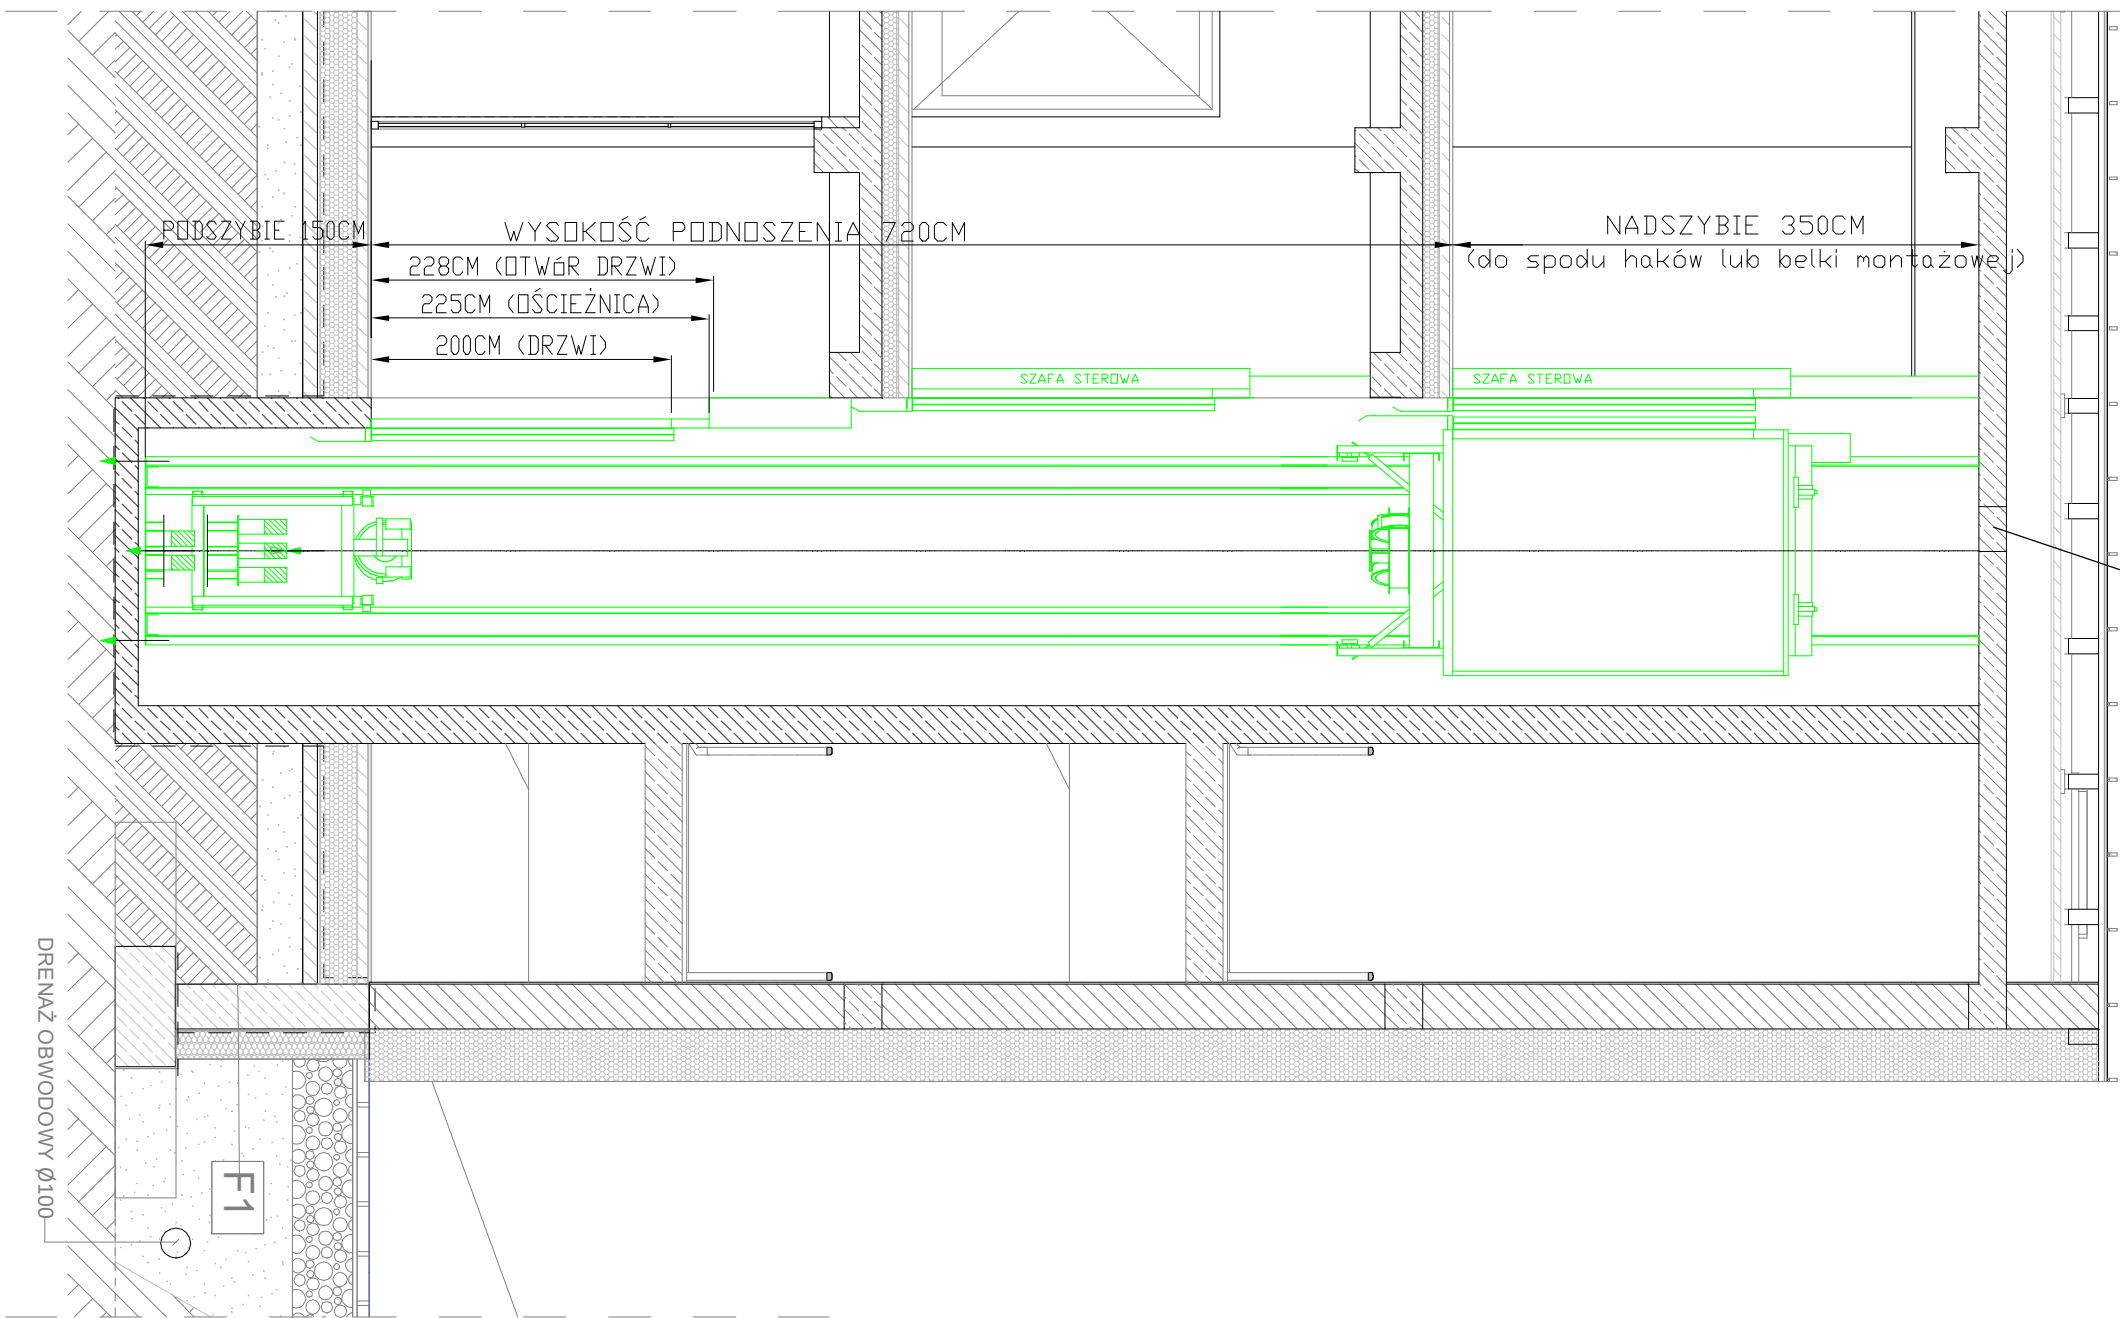 PODSZYBIE 150CM
WYSOKOŚĆ PODNOSZENIA 720CM
NADSZYBIE 350CM
(do spodu haków lub belki montażowej)
228CM (OTWóR DRZWI)
225CM (OŚCIEŻNICA)
200CM (DRZWI)
SZAFA STEROWA
SZAFA STEROWA
DRENAŻ OBWODOWY Ø100
F1